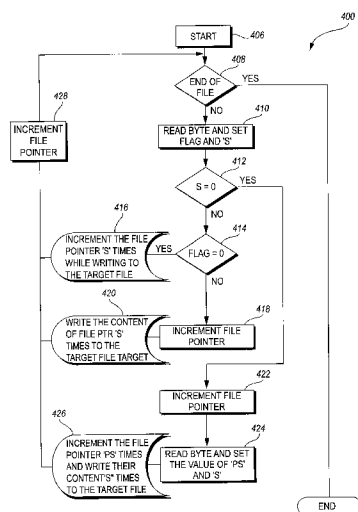 400
START
406
408
END OF
FILE
YES
NO
428
INCREMENT
FILE
POINTER
410
READ BYTE AND SET
FLAG AND 'S'
412
S = 0
YES
NO
416
INCREMENT THE FILE
POINTER 'S' TIMES
WHILE WRITING TO
THE TARGET FILE
YES
414
FLAG = 0
NO
420
WRITE THE CONTENT
OF FILE PTR 'S'
TIMES TO THE
TARGET FILE TARGET
418
INCREMENT FILE
POINTER
422
INCREMENT FILE
POINTER
426
INCREMENT THE FILE
POINTER 'PS' TIMES
AND WRITE THEIR
CONTENT'S" TIMES
TO THE TARGET FILE
424
READ BYTE AND SET
THE VALUE OF 'PS'
AND 'S'
END